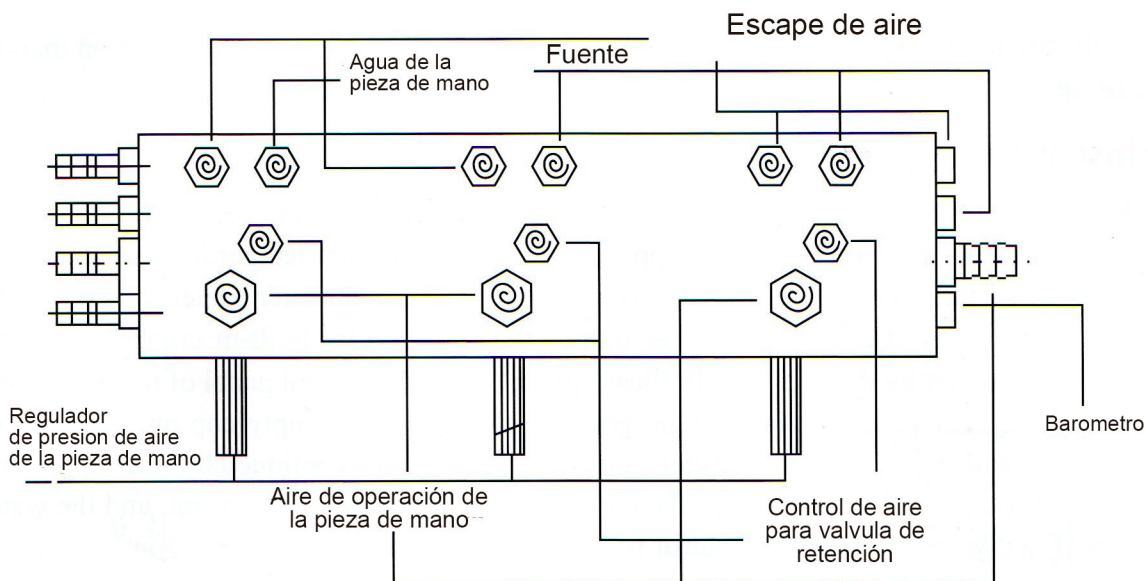 Escape de aire
Fuente
Agua de la
pieza de mano
Regulador
de presion de aire
de la pieza de mano
Barometro
Aire de operación de
la pieza de mano
Control de aire
para valvula de
retención